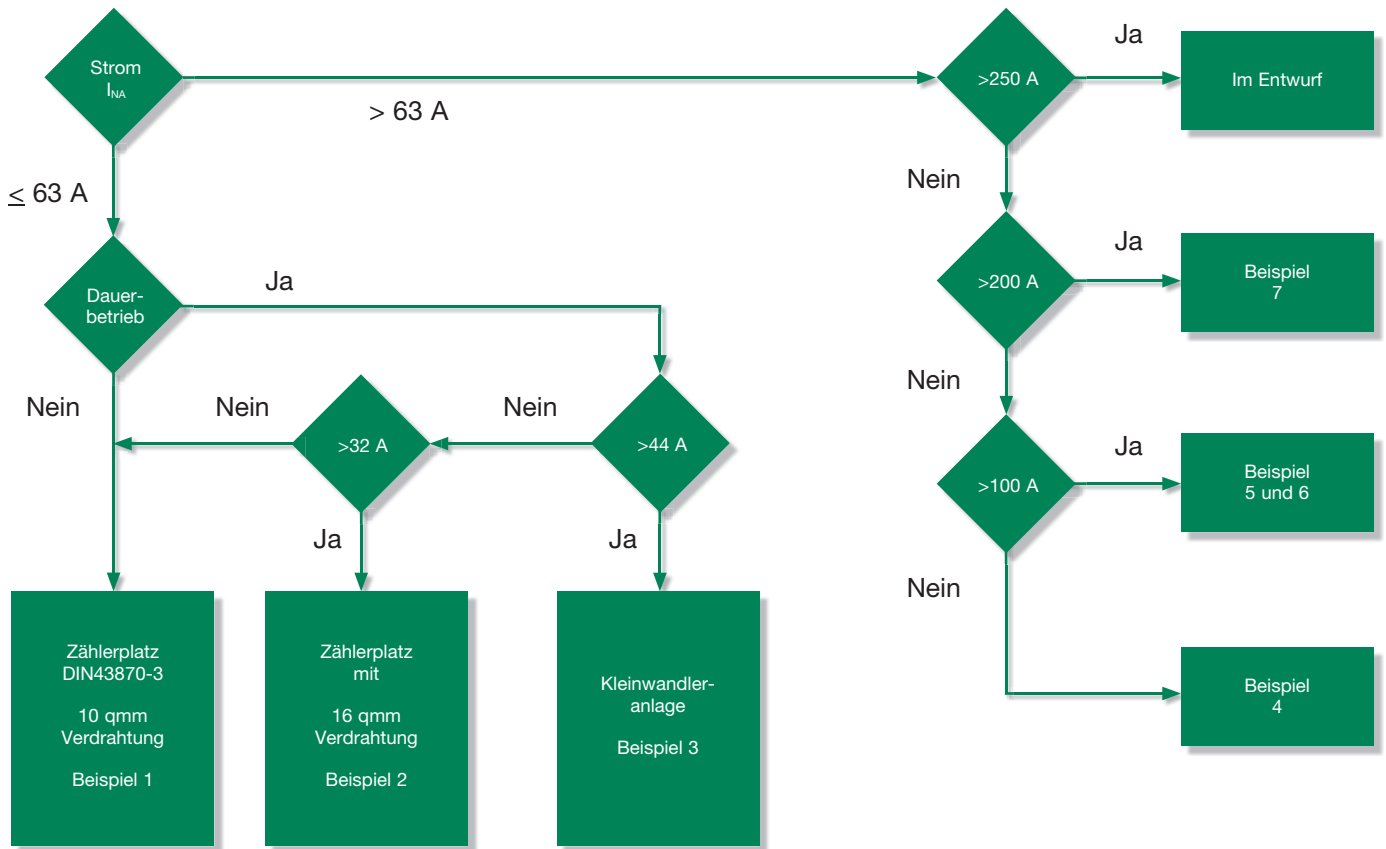 Strom
I_NA
> 63 A
>250 A
Ja
Im Entwurf
≤ 63 A
Nein
Dauer-
betrieb
Ja
>200 A
Ja
Beispiel
7
Nein
Nein
Nein
Nein
>32 A
>44 A
>100 A
Ja
Beispiel
5 und 6
Ja
Ja
Nein
Zählerplatz
DIN43870-3
10 qmm
Verdrahtung
Beispiel 1
Zählerplatz
mit
16 qmm
Verdrahtung
Beispiel 2
Kleinwandler-
anlage
Beispiel 3
Beispiel
4